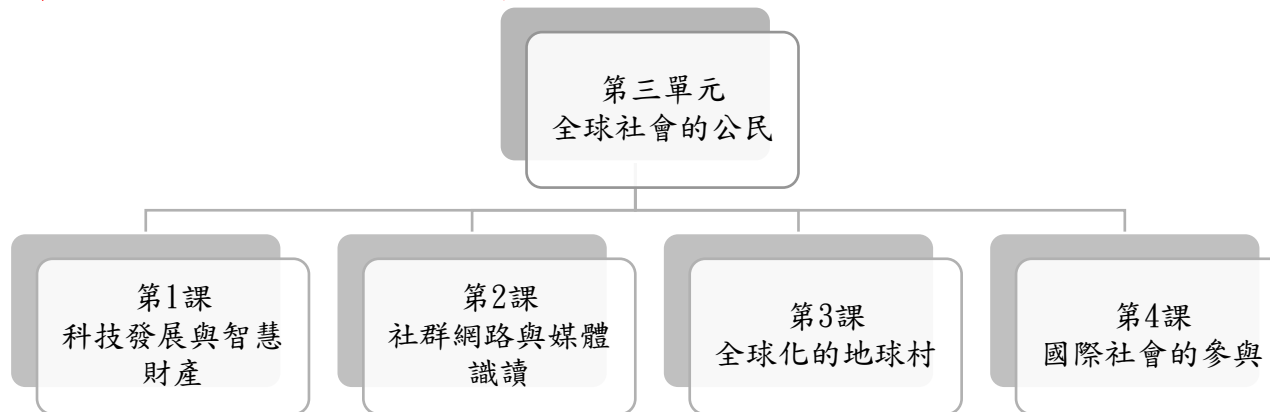 第三單元
全球社會的公民
第1課
科技發展與智慧
財產
第2課
社群網路與媒體
識讀
第3課
全球化的地球村
第4課
國際社會的參與